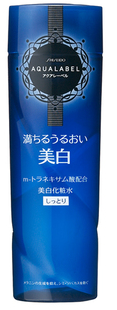 SHISEIDO
AQUALABEL
アクアレーベル
満ちるうるおい
美白
m-トラネキサム酸配合
美白化粧水
しっとり